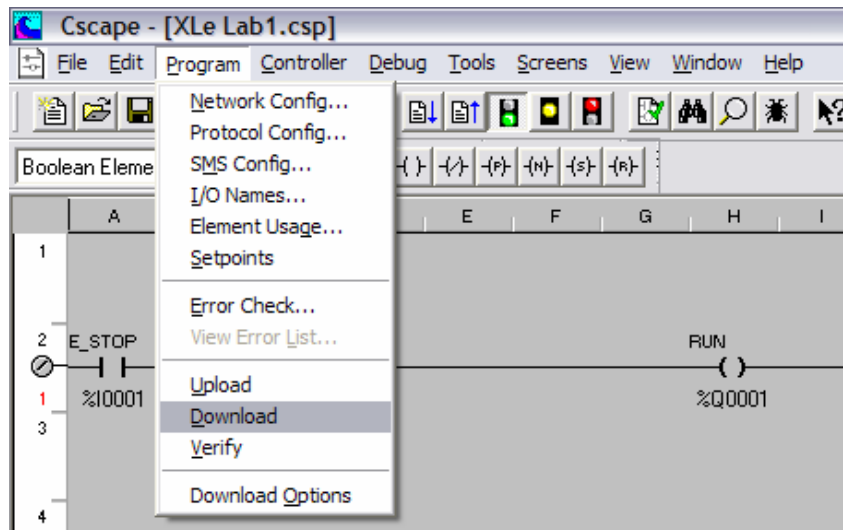 Cscape - [XLe Lab1.csp]
File Edit Program Controller Debug Tools Screens View Window Help
Network Config...
Protocol Config...
SMS Config...
Boolean Eleme
I/O Names...
Element Usage...
A E F G H I
Setpoints
1
Error Check...
View Error List...
2 E_STOP RUN
Upload
1 %I0001 %Q0001
Download
3
Verify
Download Options
4